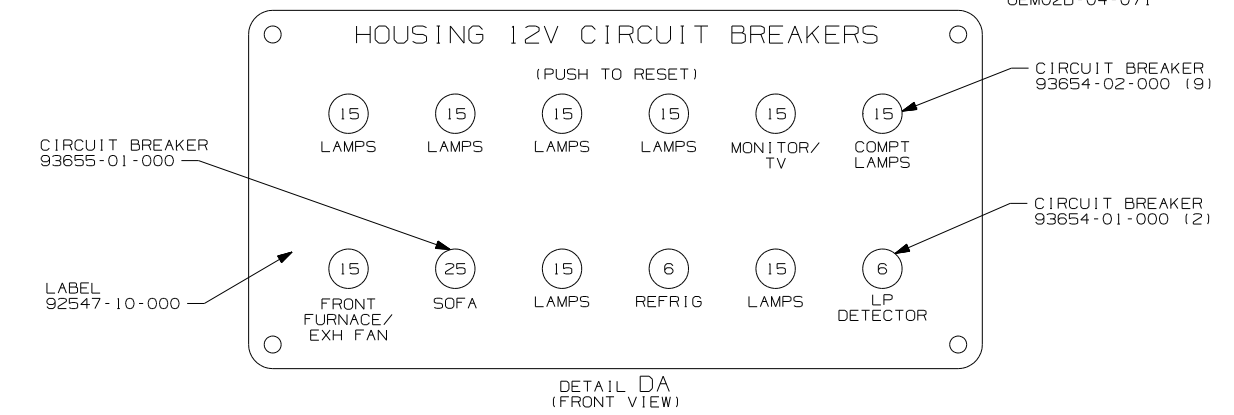 HOUSING 12V CIRCUIT BREAKERS
(PUSH TO RESET)
CIRCUIT BREAKER
93654-02-000 (9)
15 15 15 15 15 15
LAMPS LAMPS LAMPS LAMPS MONITOR/ COMPT
TV LAMPS
CIRCUIT BREAKER
93655-01-000
CIRCUIT BREAKER
93654-01-000 (2)
15 25 15 6 15 6
FRONT SOFA LAMPS REFRIG LAMPS LP
FURNACE/ DETECTOR
EXH FAN
LABEL
92547-10-000
DETAIL DA
(FRONT VIEW)